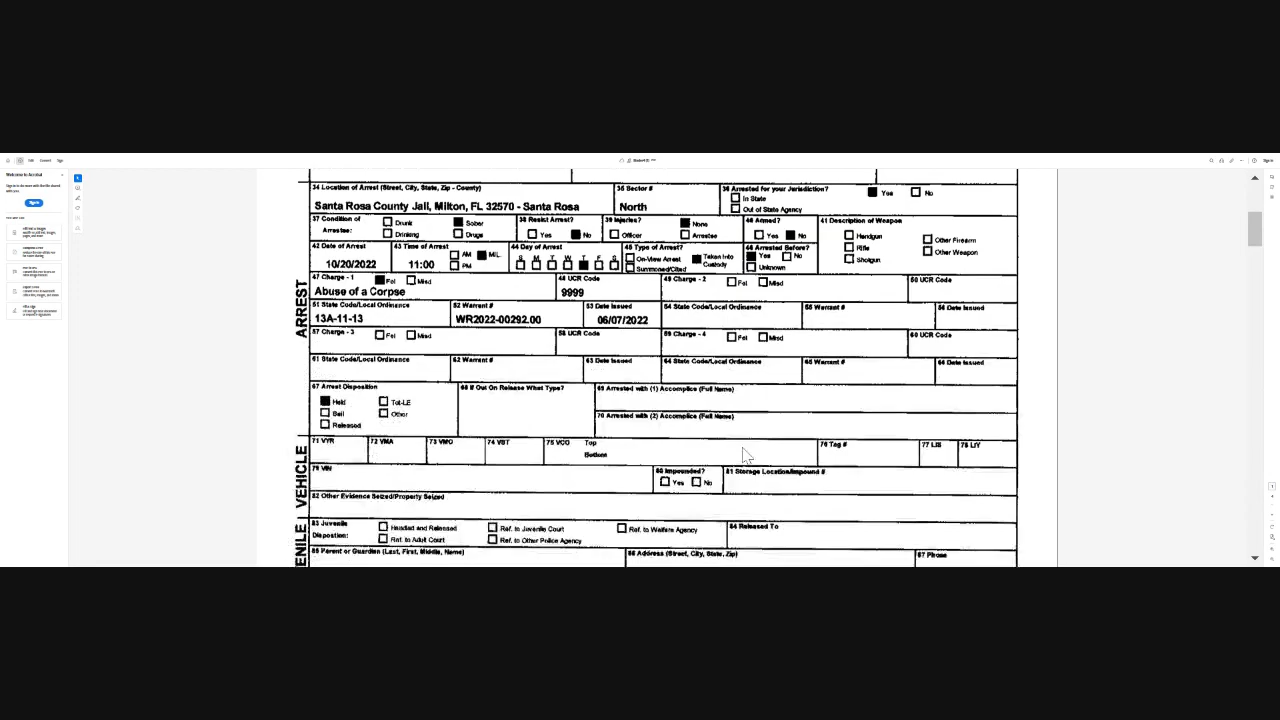 Edit Convert Sign
Sign in
Welcome to Acrobat
34 Location of Arrest (Street, City, State, Zip - County)
Santa Rosa County Jail, Milton, FL 32570 - Santa Rosa
35 Sector #
North
36 Arrested for your Jurisdiction? Yes No
In State
Out of State Agency
37 Condition of Arrestee: Drunk Sober
Drinking Drugs
38 Resist Arrest?
Yes No
39 Injuries? None
Officer Arrestee
40 Armed?
Yes No
41 Description of Weapon
Handgun Other Firearm
Rifle Other Weapon
Shotgun
42 Date of Arrest
10/20/2022
43 Time of Arrest
11:00 AM MIL.
PM
44 Day of Arrest
S M T W T F S
45 Type of Arrest?
On-View Arrest Taken Into Custody
Summoned/Cited
46 Arrested Before?
Yes No
Unknown
ARREST
47 Charge - 1 Fel Misd
Abuse of a Corpse
48 UCR Code
9999
49 Charge - 2 Fel Misd
50 UCR Code
51 State Code/Local Ordinance
13A-11-13
52 Warrant #
WR2022-00292.00
53 Date Issued
06/07/2022
54 State Code/Local Ordinance
55 Warrant #
56 Date Issued
57 Charge - 3 Fel Misd
58 UCR Code
59 Charge - 4 Fel Misd
60 UCR Code
61 State Code/Local Ordinance
62 Warrant #
63 Date Issued
64 State Code/Local Ordinance
65 Warrant #
66 Date Issued
67 Arrest Disposition
Held Tot-LE
Bail Other
Released
68 If Out On Release What Type?
69 Arrested with (1) Accomplice (Full Name)
70 Arrested with (2) Accomplice (Full Name)
VEHICLE
71 VYR
72 VMA
73 VMO
74 VST
75 VCO Top
Bottom
76 Tag #
77 LIS
78 LIY
79 VIN
80 Impounded?
Yes No
81 Storage Location/Impound #
82 Other Evidence Seized/Property Seized
ENILE
83 Juvenile Disposition:
Handled and Released Ref. to Juvenile Court Ref. to Welfare Agency
Ref. to Adult Court Ref. to Other Police Agency
84 Released To
85 Parent or Guardian (Last, First, Middle, Name)
86 Address (Street, City, State, Zip)
87 Phone